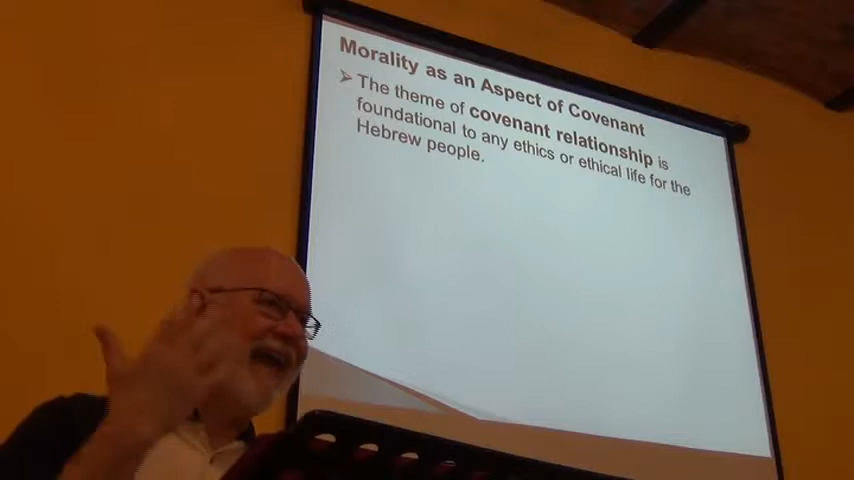 Morality as an Aspect of Covenant
➢ The theme of covenant relationship is
foundational to any ethics or ethical life for the
Hebrew people.